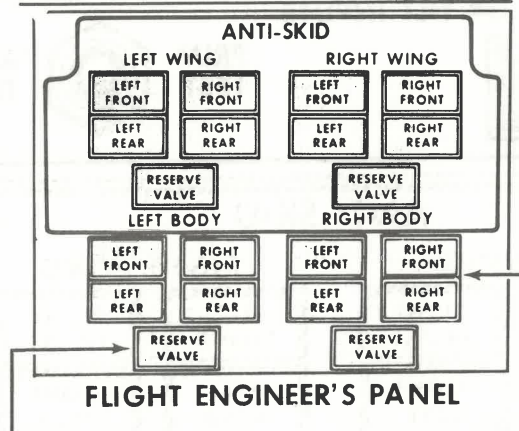 ANTI-SKID
LEFT WING RIGHT WING
LEFT FRONT RIGHT FRONT LEFT FRONT RIGHT FRONT
LEFT REAR RIGHT REAR LEFT REAR RIGHT REAR
RESERVE VALVE RESERVE VALVE
LEFT BODY RIGHT BODY
LEFT FRONT RIGHT FRONT LEFT FRONT RIGHT FRONT
LEFT REAR RIGHT REAR LEFT REAR RIGHT REAR
RESERVE VALVE RESERVE VALVE
FLIGHT ENGINEER'S PANEL